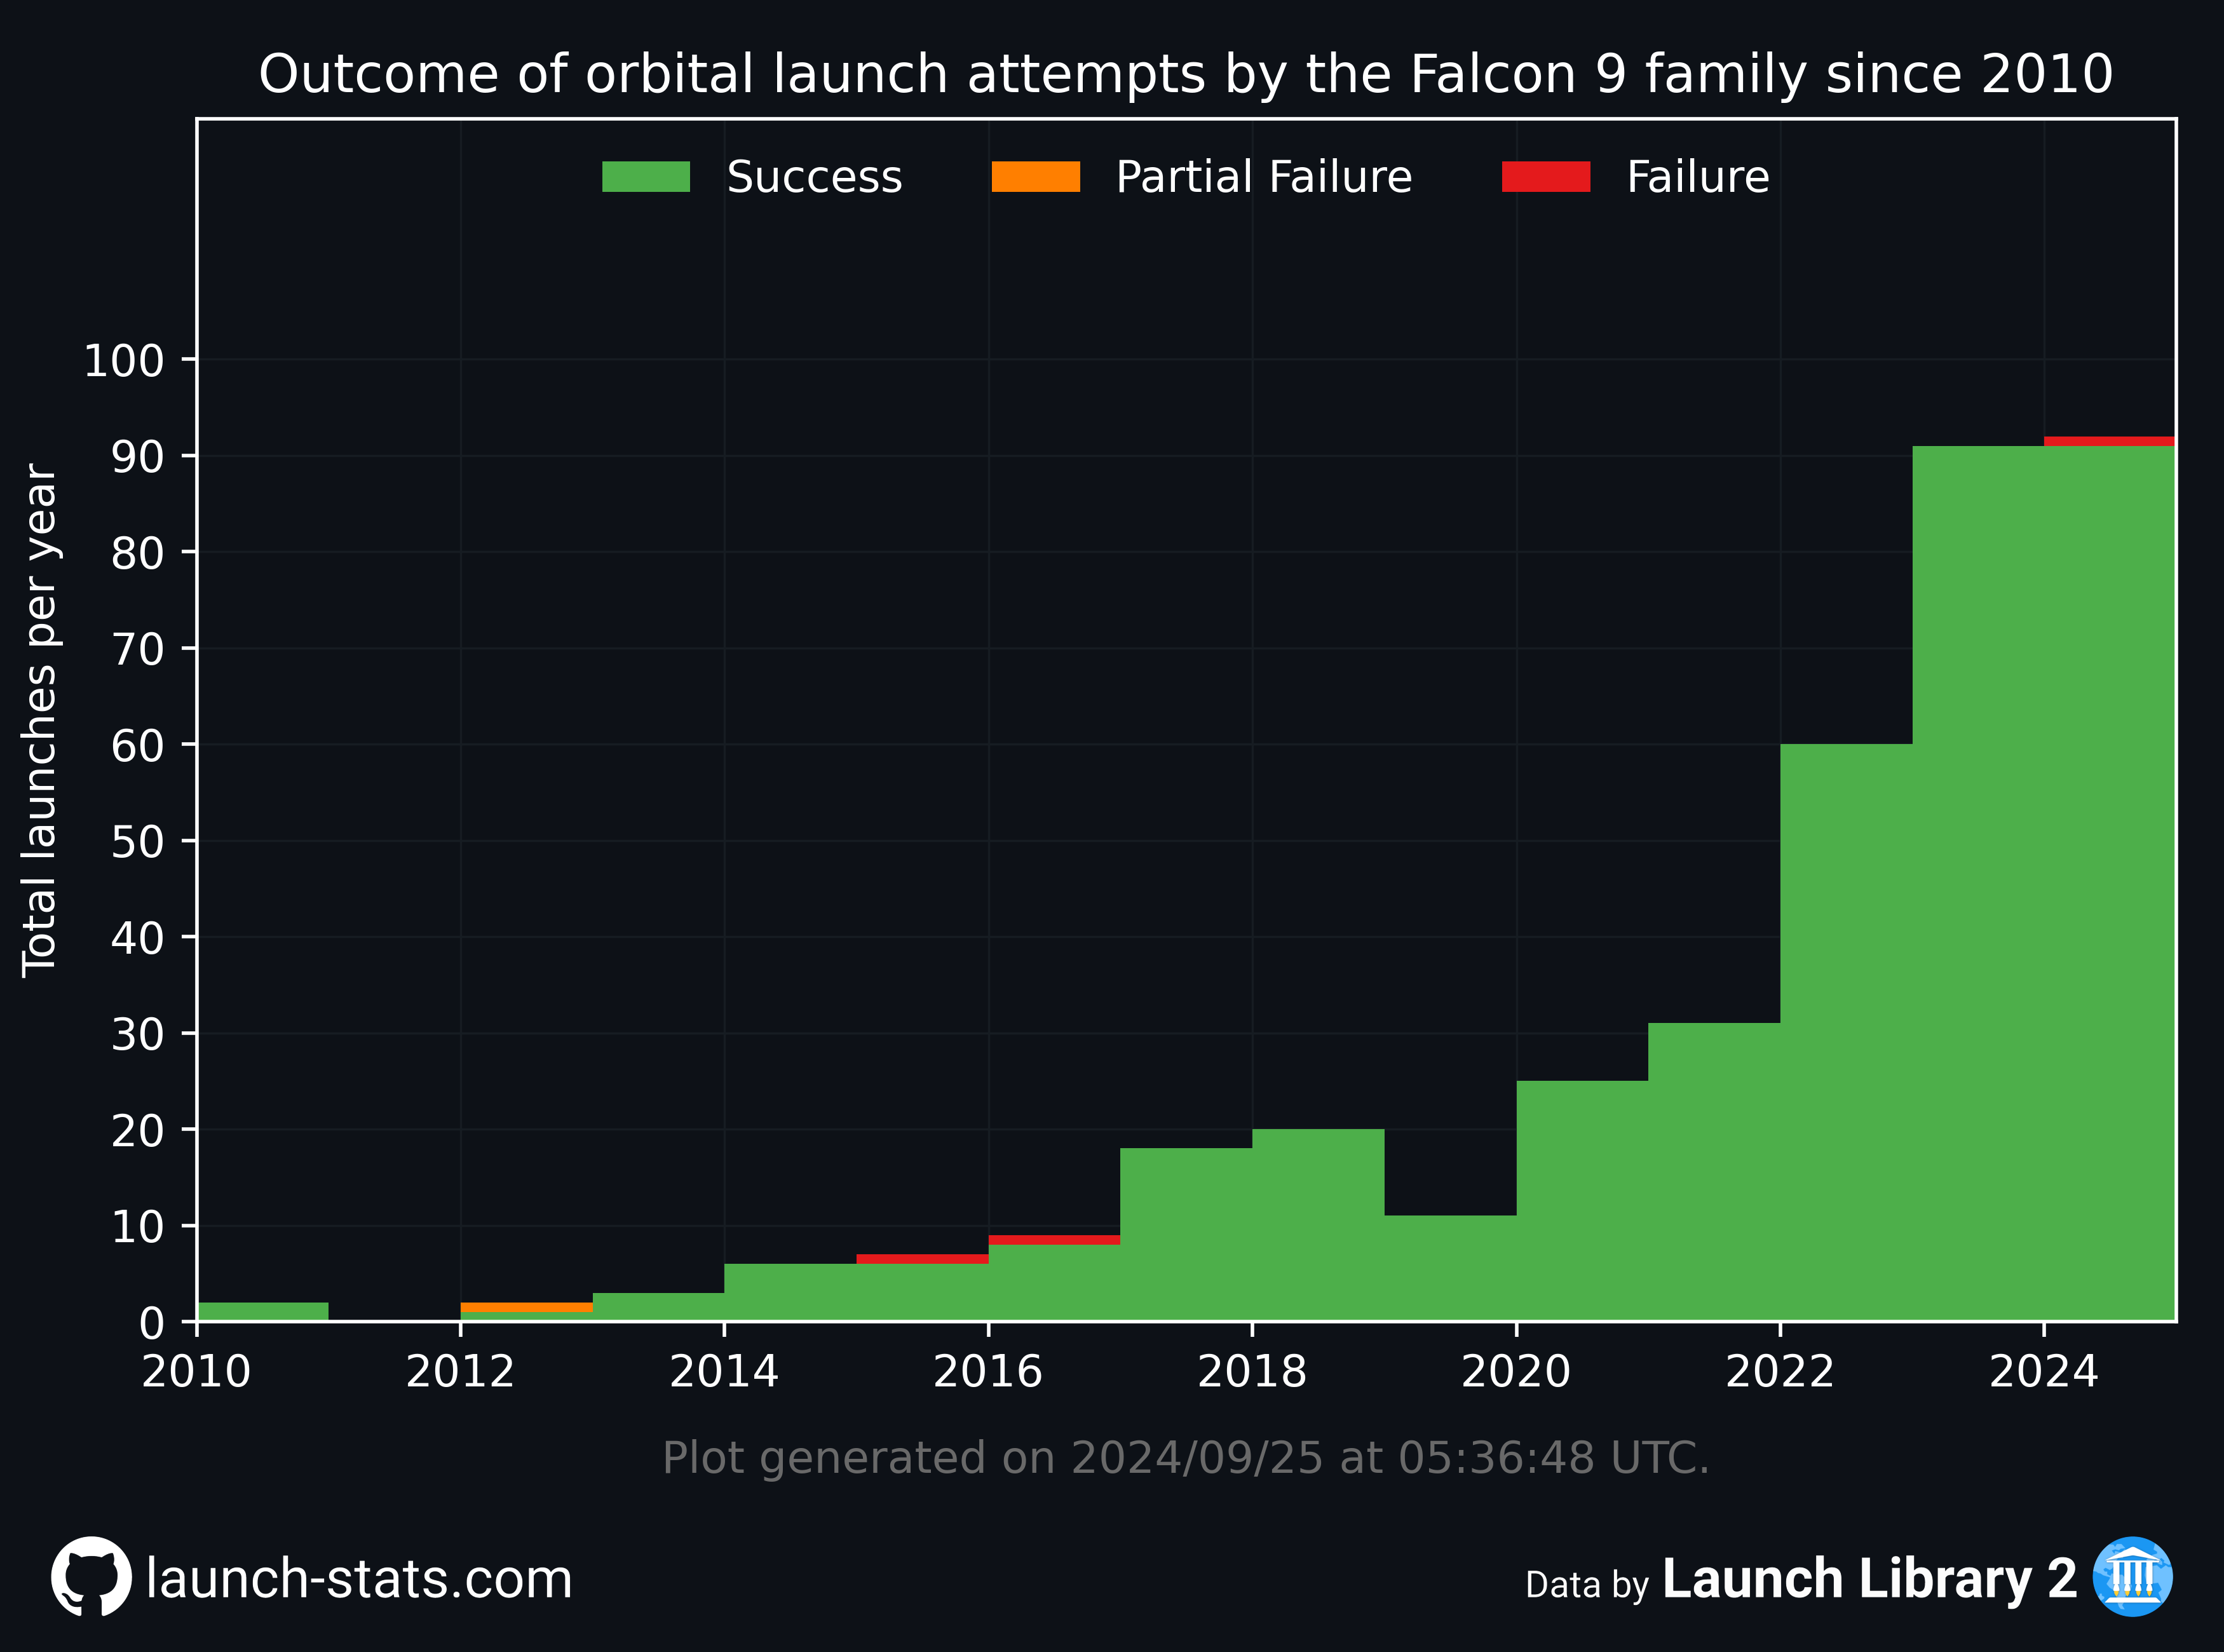 Outcome of orbital launch attempts by the Falcon 9 family since 2010
Success Partial Failure Failure
Total launches per year
100
90
80
70
60
50
40
30
20
10
0
2010 2012 2014 2016 2018 2020 2022 2024
Plot generated on 2024/09/25 at 05:36:48 UTC.
launch-stats.com
Data by Launch Library 2